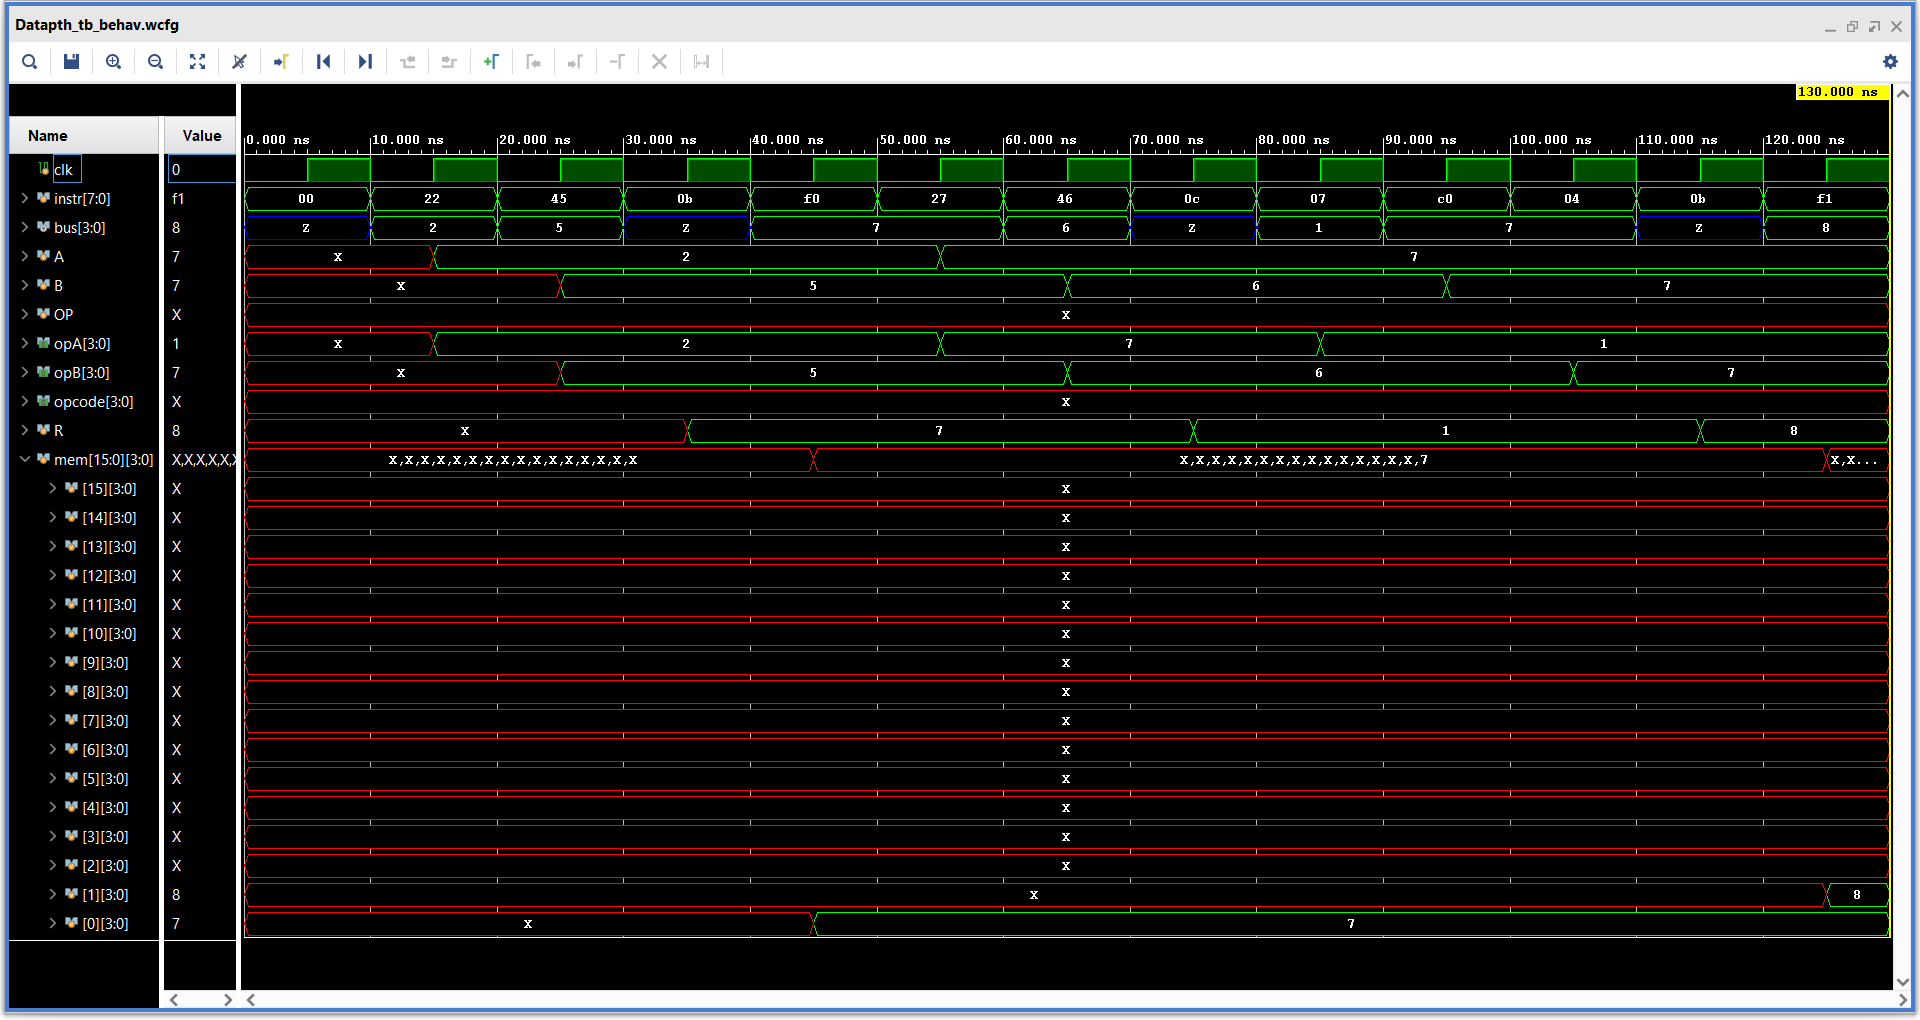 Datapth_tb_behav.wcfg
130.000 ns
Name Value 0.000 ns 10.000 ns 20.000 ns 30.000 ns 40.000 ns 50.000 ns 60.000 ns 70.000 ns 80.000 ns 90.000 ns 100.000 ns 110.000 ns 120.000 ns
clk 0
instr[7:0] f1 00 22 45 0b f0 27 46 0c 07 c0 04 0b f1
bus[3:0] 8 Z 2 5 Z 7 6 Z 1 7 Z 8
A 7 X 2 7
B 7 X 5 6 7
OP X X
opA[3:0] 1 X 2 7 1
opB[3:0] 7 X 5 6 7
opcode[3:0] X X
R 8 X 7 1 8
mem[15:0][3:0] X,X,X,X,X,X X,X,X,X,X,X,X,X,X,X,X,X,X,X,X,X X,X,X,X,X,X,X,X,X,X,X,X,X,X,X,7 X,X...
[15][3:0] X X
[14][3:0] X X
[13][3:0] X X
[12][3:0] X X
[11][3:0] X X
[10][3:0] X X
[9][3:0] X X
[8][3:0] X X
[7][3:0] X X
[6][3:0] X X
[5][3:0] X X
[4][3:0] X X
[3][3:0] X X
[2][3:0] X X
[1][3:0] 8 X 8
[0][3:0] 7 X 7